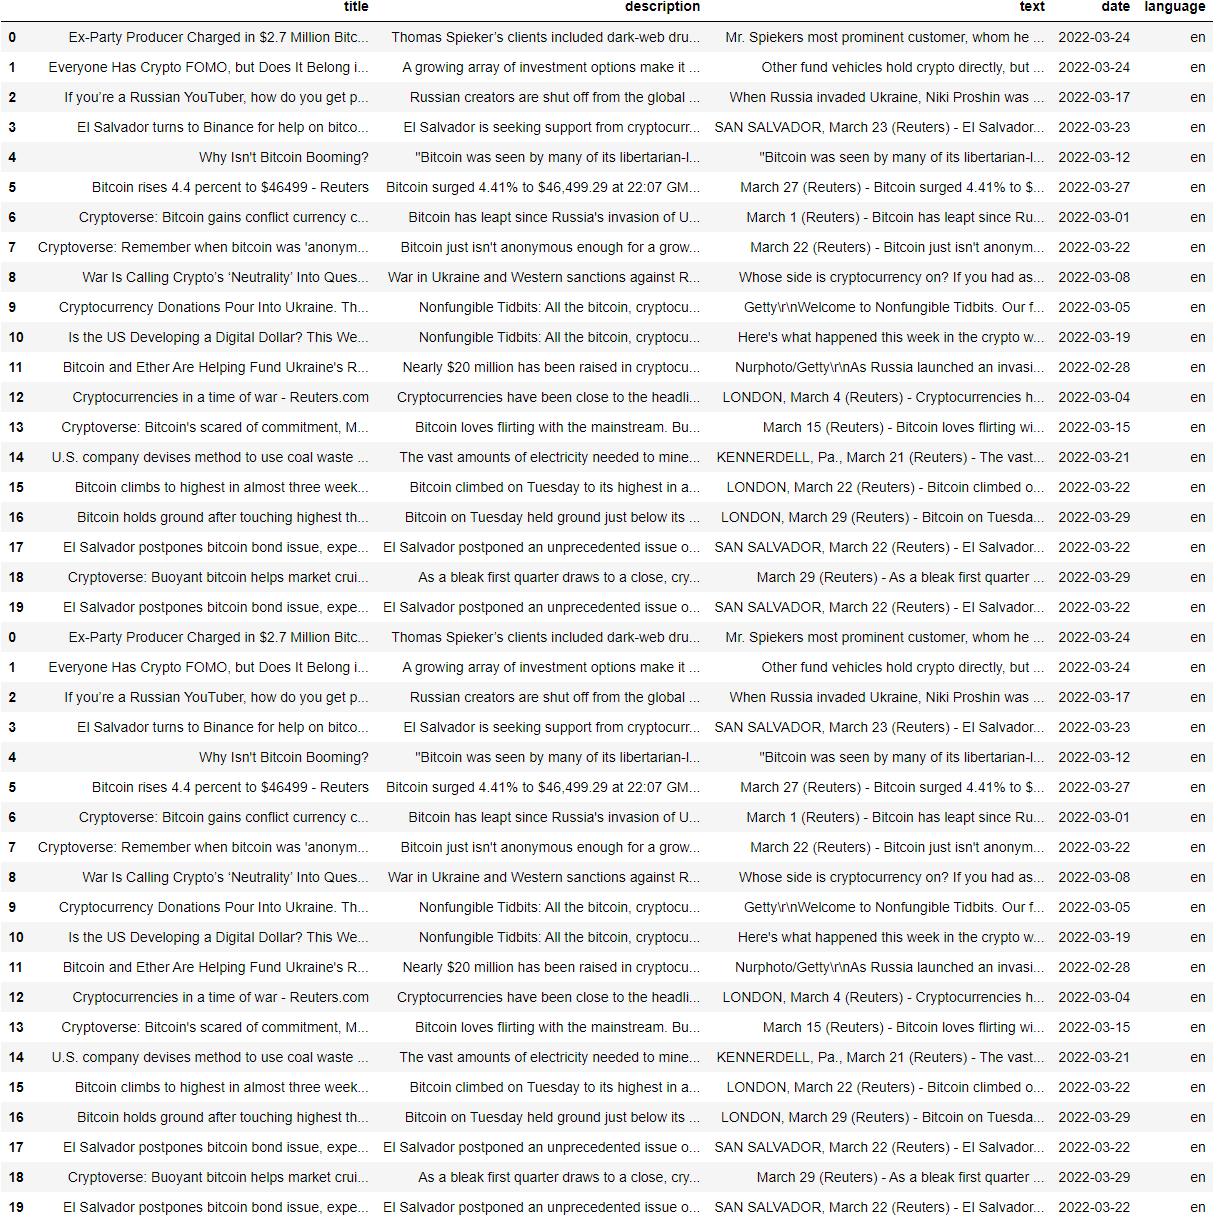 title description text date language
0 Ex-Party Producer Charged in $2.7 Million Bitc... Thomas Spieker’s clients included dark-web dru... Mr. Spiekers most prominent customer, whom he ... 2022-03-24 en
1 Everyone Has Crypto FOMO, but Does It Belong i... A growing array of investment options make it ... Other fund vehicles hold crypto directly, but ... 2022-03-24 en
2 If you’re a Russian YouTuber, how do you get p... Russian creators are shut off from the global ... When Russia invaded Ukraine, Niki Proshin was ... 2022-03-17 en
3 El Salvador turns to Binance for help on bitco... El Salvador is seeking support from cryptocurr... SAN SALVADOR, March 23 (Reuters) - El Salvador... 2022-03-23 en
4 Why Isn't Bitcoin Booming? "Bitcoin was seen by many of its libertarian-l... "Bitcoin was seen by many of its libertarian-l... 2022-03-12 en
5 Bitcoin rises 4.4 percent to $46499 - Reuters Bitcoin surged 4.41% to $46,499.29 at 22:07 GM... March 27 (Reuters) - Bitcoin surged 4.41% to $... 2022-03-27 en
6 Cryptoverse: Bitcoin gains conflict currency c... Bitcoin has leapt since Russia's invasion of U... March 1 (Reuters) - Bitcoin has leapt since Ru... 2022-03-01 en
7 Cryptoverse: Remember when bitcoin was 'anonym... Bitcoin just isn't anonymous enough for a grow... March 22 (Reuters) - Bitcoin just isn't anonym... 2022-03-22 en
8 War Is Calling Crypto’s ‘Neutrality’ Into Ques... War in Ukraine and Western sanctions against R... Whose side is cryptocurrency on? If you had as... 2022-03-08 en
9 Cryptocurrency Donations Pour Into Ukraine. Th... Nonfungible Tidbits: All the bitcoin, cryptocu... Getty\r\nWelcome to Nonfungible Tidbits. Our f... 2022-03-05 en
10 Is the US Developing a Digital Dollar? This We... Nonfungible Tidbits: All the bitcoin, cryptocu... Here's what happened this week in the crypto w... 2022-03-19 en
11 Bitcoin and Ether Are Helping Fund Ukraine's R... Nearly $20 million has been raised in cryptocu... Nurphoto/Getty\r\nAs Russia launched an invasi... 2022-02-28 en
12 Cryptocurrencies in a time of war - Reuters.com Cryptocurrencies have been close to the headli... LONDON, March 4 (Reuters) - Cryptocurrencies h... 2022-03-04 en
13 Cryptoverse: Bitcoin's scared of commitment, M... Bitcoin loves flirting with the mainstream. Bu... March 15 (Reuters) - Bitcoin loves flirting wi... 2022-03-15 en
14 U.S. company devises method to use coal waste ... The vast amounts of electricity needed to mine... KENNERDELL, Pa., March 21 (Reuters) - The vast... 2022-03-21 en
15 Bitcoin climbs to highest in almost three week... Bitcoin climbed on Tuesday to its highest in a... LONDON, March 22 (Reuters) - Bitcoin climbed o... 2022-03-22 en
16 Bitcoin holds ground after touching highest th... Bitcoin on Tuesday held ground just below its ... LONDON, March 29 (Reuters) - Bitcoin on Tuesda... 2022-03-29 en
17 El Salvador postpones bitcoin bond issue, expe... El Salvador postponed an unprecedented issue o... SAN SALVADOR, March 22 (Reuters) - El Salvador... 2022-03-22 en
18 Cryptoverse: Buoyant bitcoin helps market crui... As a bleak first quarter draws to a close, cry... March 29 (Reuters) - As a bleak first quarter ... 2022-03-29 en
19 El Salvador postpones bitcoin bond issue, expe... El Salvador postponed an unprecedented issue o... SAN SALVADOR, March 22 (Reuters) - El Salvador... 2022-03-22 en
0 Ex-Party Producer Charged in $2.7 Million Bitc... Thomas Spieker’s clients included dark-web dru... Mr. Spiekers most prominent customer, whom he ... 2022-03-24 en
1 Everyone Has Crypto FOMO, but Does It Belong i... A growing array of investment options make it ... Other fund vehicles hold crypto directly, but ... 2022-03-24 en
2 If you’re a Russian YouTuber, how do you get p... Russian creators are shut off from the global ... When Russia invaded Ukraine, Niki Proshin was ... 2022-03-17 en
3 El Salvador turns to Binance for help on bitco... El Salvador is seeking support from cryptocurr... SAN SALVADOR, March 23 (Reuters) - El Salvador... 2022-03-23 en
4 Why Isn't Bitcoin Booming? "Bitcoin was seen by many of its libertarian-l... "Bitcoin was seen by many of its libertarian-l... 2022-03-12 en
5 Bitcoin rises 4.4 percent to $46499 - Reuters Bitcoin surged 4.41% to $46,499.29 at 22:07 GM... March 27 (Reuters) - Bitcoin surged 4.41% to $... 2022-03-27 en
6 Cryptoverse: Bitcoin gains conflict currency c... Bitcoin has leapt since Russia's invasion of U... March 1 (Reuters) - Bitcoin has leapt since Ru... 2022-03-01 en
7 Cryptoverse: Remember when bitcoin was 'anonym... Bitcoin just isn't anonymous enough for a grow... March 22 (Reuters) - Bitcoin just isn't anonym... 2022-03-22 en
8 War Is Calling Crypto’s ‘Neutrality’ Into Ques... War in Ukraine and Western sanctions against R... Whose side is cryptocurrency on? If you had as... 2022-03-08 en
9 Cryptocurrency Donations Pour Into Ukraine. Th... Nonfungible Tidbits: All the bitcoin, cryptocu... Getty\r\nWelcome to Nonfungible Tidbits. Our f... 2022-03-05 en
10 Is the US Developing a Digital Dollar? This We... Nonfungible Tidbits: All the bitcoin, cryptocu... Here's what happened this week in the crypto w... 2022-03-19 en
11 Bitcoin and Ether Are Helping Fund Ukraine's R... Nearly $20 million has been raised in cryptocu... Nurphoto/Getty\r\nAs Russia launched an invasi... 2022-02-28 en
12 Cryptocurrencies in a time of war - Reuters.com Cryptocurrencies have been close to the headli... LONDON, March 4 (Reuters) - Cryptocurrencies h... 2022-03-04 en
13 Cryptoverse: Bitcoin's scared of commitment, M... Bitcoin loves flirting with the mainstream. Bu... March 15 (Reuters) - Bitcoin loves flirting wi... 2022-03-15 en
14 U.S. company devises method to use coal waste ... The vast amounts of electricity needed to mine... KENNERDELL, Pa., March 21 (Reuters) - The vast... 2022-03-21 en
15 Bitcoin climbs to highest in almost three week... Bitcoin climbed on Tuesday to its highest in a... LONDON, March 22 (Reuters) - Bitcoin climbed o... 2022-03-22 en
16 Bitcoin holds ground after touching highest th... Bitcoin on Tuesday held ground just below its ... LONDON, March 29 (Reuters) - Bitcoin on Tuesda... 2022-03-29 en
17 El Salvador postpones bitcoin bond issue, expe... El Salvador postponed an unprecedented issue o... SAN SALVADOR, March 22 (Reuters) - El Salvador... 2022-03-22 en
18 Cryptoverse: Buoyant bitcoin helps market crui... As a bleak first quarter draws to a close, cry... March 29 (Reuters) - As a bleak first quarter ... 2022-03-29 en
19 El Salvador postpones bitcoin bond issue, expe... El Salvador postponed an unprecedented issue o... SAN SALVADOR, March 22 (Reuters) - El Salvador... 2022-03-22 en